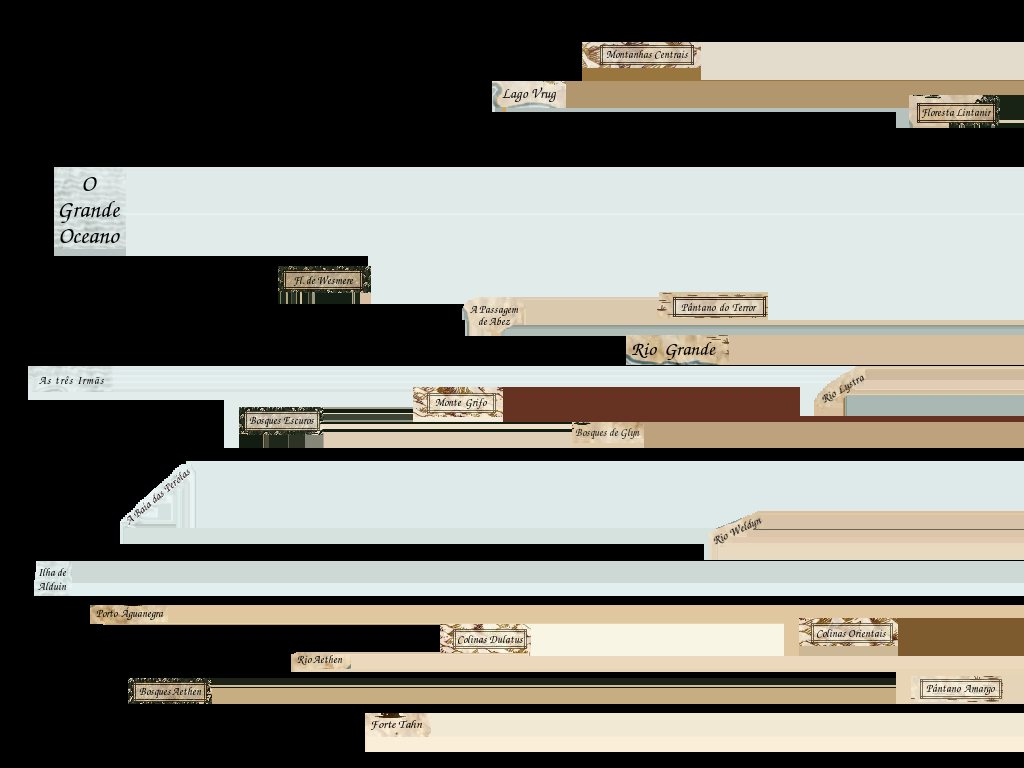 Montanhas Centrais
Lago Vrug
Floresta Lintanir
O
Grande
Oceano
Fl. de Wesmere
A Passagem
de Abez
Pântano do Terror
Rio Grande
As três Irmãs
Rio Lystra
Monte Grifo
Bosques Escuros
Bosques de Glyn
A Baia das Perolas
Rio Weldyn
Ilha de
Alduin
Porto Aguanegra
Colinas Dulatus
Colinas Orientais
Rio Aethen
Bosques Aethen
Pântano Amargo
Forte Tahn